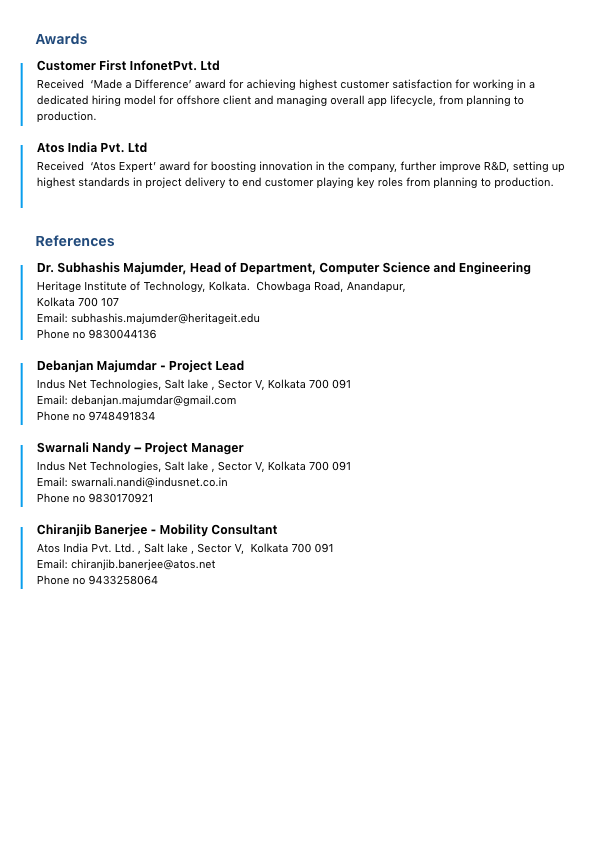 Awards
Customer First InfonetPvt. Ltd
Received  ‘Made a Difference’ award for achieving highest customer satisfaction for working in a
dedicated hiring model for offshore client and managing overall app lifecycle, from planning to
production.
Atos India Pvt. Ltd
Received  ‘Atos Expert’ award for boosting innovation in the company, further improve R&D, setting up
highest standards in project delivery to end customer playing key roles from planning to production.
References
Dr. Subhashis Majumder, Head of Department, Computer Science and Engineering
Heritage Institute of Technology, Kolkata.  Chowbaga Road, Anandapur,
Kolkata 700 107
Email: subhashis.majumder@heritageit.edu
Phone no 9830044136
Debanjan Majumdar - Project Lead
Indus Net Technologies, Salt lake , Sector V, Kolkata 700 091
Email: debanjan.majumdar@gmail.com
Phone no 9748491834
Swarnali Nandy – Project Manager
Indus Net Technologies, Salt lake , Sector V, Kolkata 700 091
Email: swarnali.nandi@indusnet.co.in
Phone no 9830170921
Chiranjib Banerjee - Mobility Consultant
Atos India Pvt. Ltd. , Salt lake , Sector V,  Kolkata 700 091
Email: chiranjib.banerjee@atos.net
Phone no 9433258064